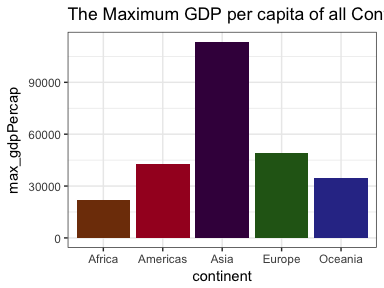 The Maximum GDP per capita of all Con
max_gdpPercap
90000
60000
30000
0
Africa Americas Asia Europe Oceania
continent